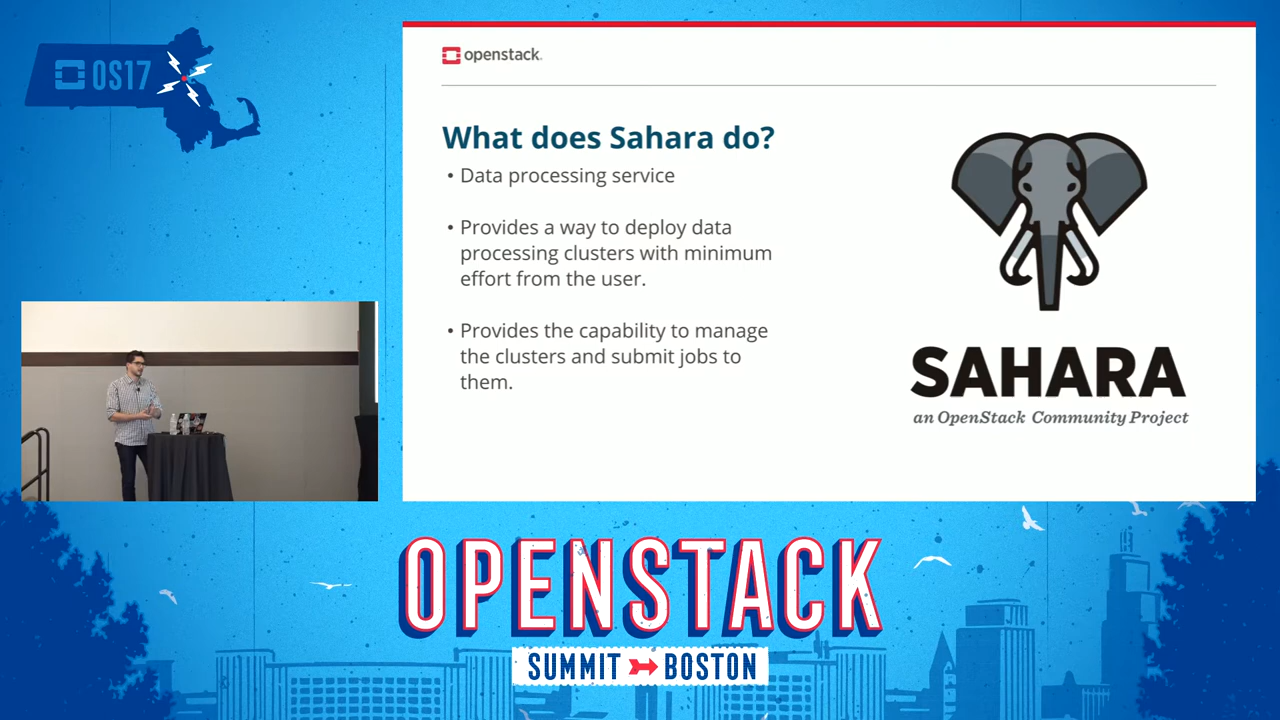 OS17
openstack.
What does Sahara do?
• Data processing service
• Provides a way to deploy data
processing clusters with minimum
effort from the user.
• Provides the capability to manage
the clusters and submit jobs to
them.
SAHARA
an OpenStack Community Project
OPENSTACK
SUMMIT BOSTON